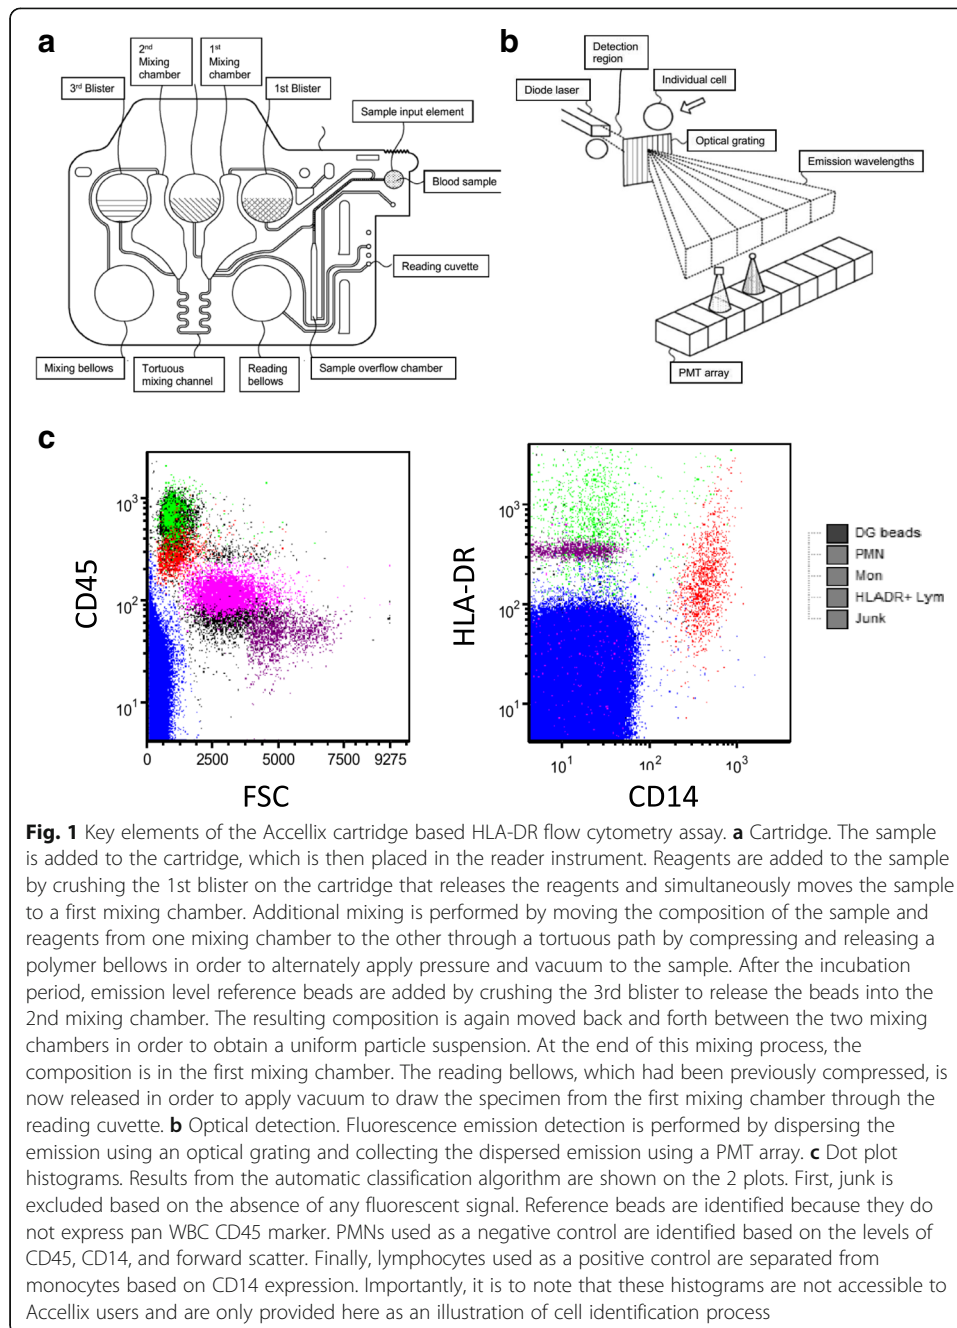 a
2nd
Mixing
chamber
1st
Mixing
chamber
3rd Blister
1st Blister
Sample input element
Blood sample
Reading cuvette
Mixing bellows
Tortuous
mixing channel
Reading
bellows
Sample overflow chamber
b
Detection
region
Diode laser
Individual cell
Optical grating
Emission wavelengths
PMT array
c
CD45
10³
10²
10¹
0 2500 5000 7500 9275
FSC
HLA-DR
10³
10²
10¹
10¹ 10² 10³
CD14
DG beads
PMN
Mon
HLADR+ Lym
Junk
Fig. 1 Key elements of the Accellix cartridge based HLA-DR flow cytometry assay. a Cartridge. The sample
is added to the cartridge, which is then placed in the reader instrument. Reagents are added to the sample
by crushing the 1st blister on the cartridge that releases the reagents and simultaneously moves the sample
to a first mixing chamber. Additional mixing is performed by moving the composition of the sample and
reagents from one mixing chamber to the other through a tortuous path by compressing and releasing a
polymer bellows in order to alternately apply pressure and vacuum to the sample. After the incubation
period, emission level reference beads are added by crushing the 3rd blister to release the beads into the
2nd mixing chamber. The resulting composition is again moved back and forth between the two mixing
chambers in order to obtain a uniform particle suspension. At the end of this mixing process, the
composition is in the first mixing chamber. The reading bellows, which had been previously compressed, is
now released in order to apply vacuum to draw the specimen from the first mixing chamber through the
reading cuvette. b Optical detection. Fluorescence emission detection is performed by dispersing the
emission using an optical grating and collecting the dispersed emission using a PMT array. c Dot plot
histograms. Results from the automatic classification algorithm are shown on the 2 plots. First, junk is
excluded based on the absence of any fluorescent signal. Reference beads are identified because they do
not express pan WBC CD45 marker. PMNs used as a negative control are identified based on the levels of
CD45, CD14, and forward scatter. Finally, lymphocytes used as a positive control are separated from
monocytes based on CD14 expression. Importantly, it is to note that these histograms are not accessible to
Accellix users and are only provided here as an illustration of cell identification process